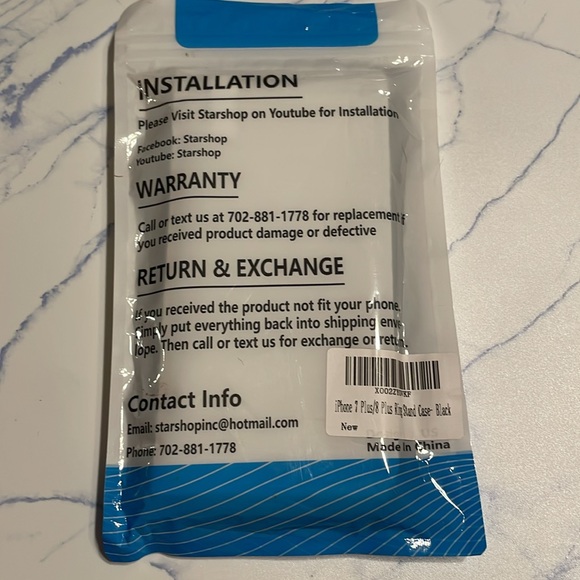 INSTALLATION
Please Visit Starshop on Youtube for Installation
Facebook: Starshop
Youtube: Starshop
WARRANTY
Call or text us at 702-881-1778 for replacement if
you received product damage or defective
RETURN & EXCHANGE
If you received the product not fit your phone.
Simply put everything back into shipping enve
lope. Then call or text us for exchange or return.
iPhone 7 Plus/8 Plus Ring Stand Case- Black
New
Contact Info
Email: starshopinc@hotmail.com
Phone: 702-881-1778
Made in China